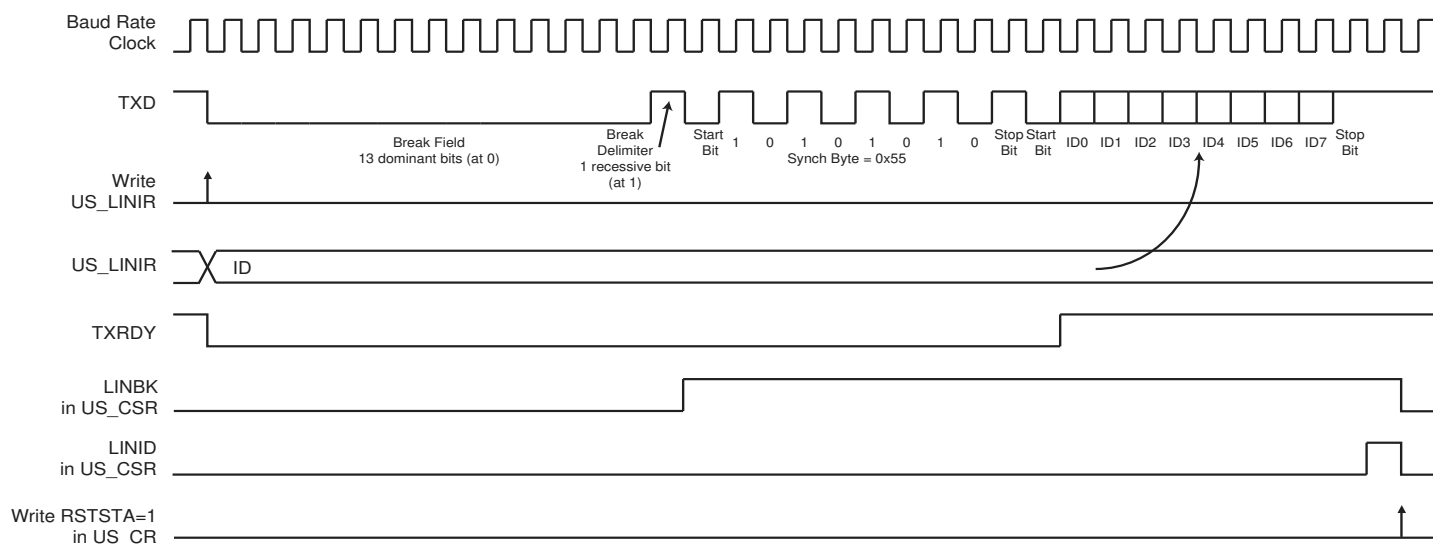 Baud Rate
Clock
TXD
Break Field
13 dominant bits (at 0)
Break
Delimiter
1 recessive bit
(at 1)
Start
Bit
1 0 1 0 1 0 1 0
Synch Byte = 0x55
Stop
Bit
Start
Bit
ID0 ID1 ID2 ID3 ID4 ID5 ID6 ID7
Stop
Bit
Write
US_LINIR
US_LINIR
ID
TXRDY
LINBK
in US_CSR
LINID
in US_CSR
Write RSTSTA=1
in US_CR